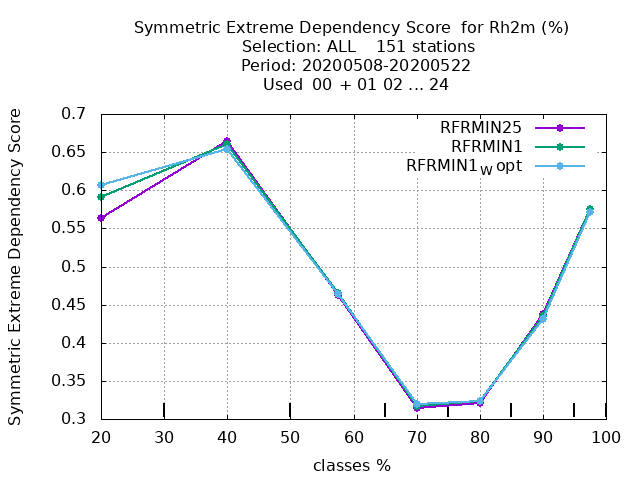 Symmetric Extreme Dependency Score for Rh2m (%)
Selection: ALL 151 stations
Period: 20200508-20200522
Used 00 + 01 02 ... 24
Symmetric Extreme Dependency Score
0.7
0.65
0.6
0.55
0.5
0.45
0.4
0.35
0.3
RFRMIN25
RFRMIN1
RFRMIN1W opt
20 30 40 50 60 70 80 90 100
classes %